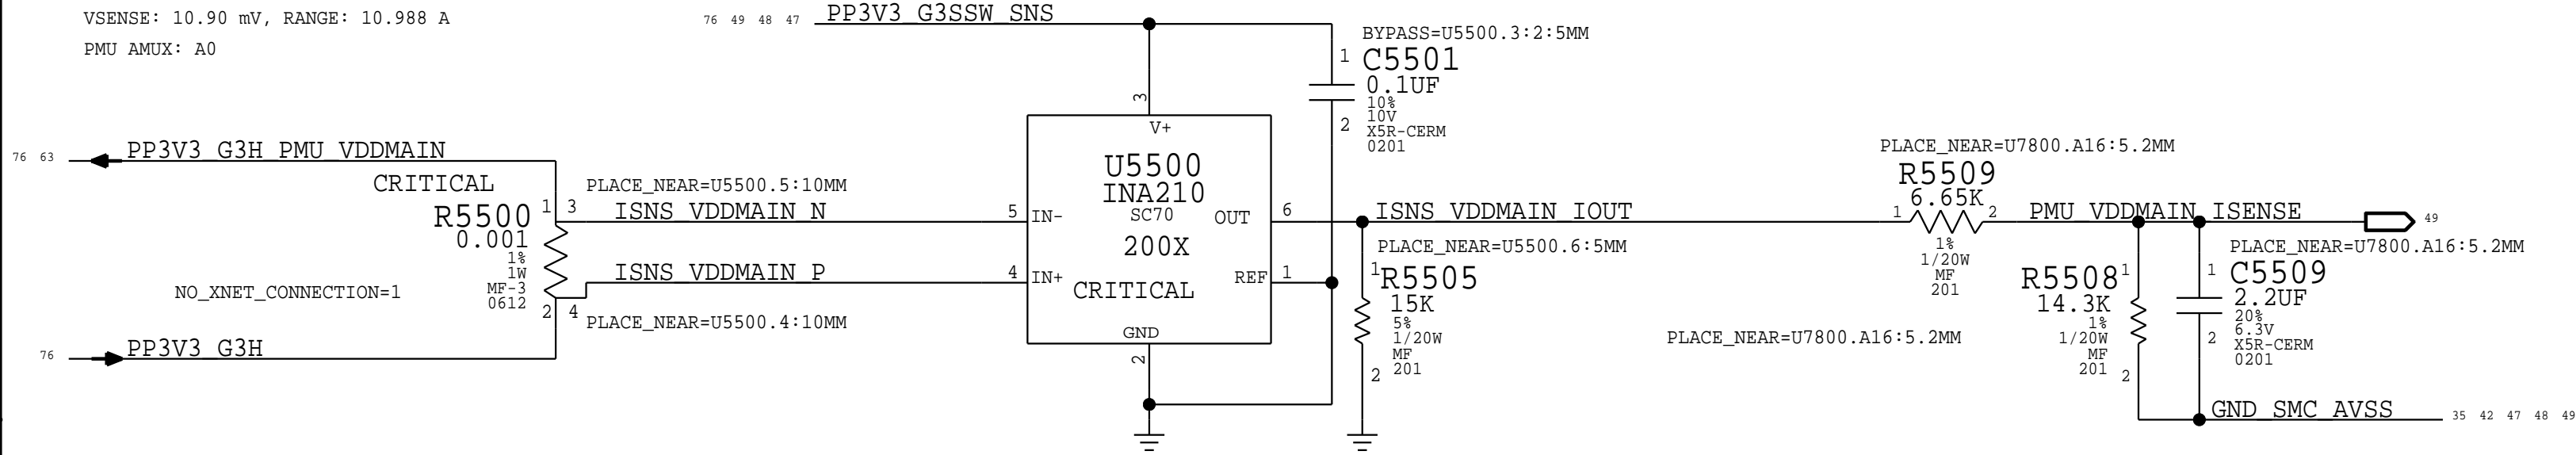 VSENSE: 10.90 mV, RANGE: 10.988 A
PMU AMUX: A0
76 49 48 47 PP3V3_G3SSW_SNS
BYPASS=U5500.3:2:5MM
1 C5501
0.1UF
10%
10V
2 X5R-CERM
0201
3
V+
U5500
INA210
SC70
200X
CRITICAL
5 IN-
4 IN+
OUT 6
REF 1
GND
2
76 63 PP3V3_G3H_PMU_VDDMAIN
CRITICAL
R5500
0.001
1%
1W
MF-3
0612
1 3
2 4
NO_XNET_CONNECTION=1
76 PP3V3_G3H
PLACE_NEAR=U5500.5:10MM
ISNS_VDDMAIN_N
ISNS_VDDMAIN_P
PLACE_NEAR=U5500.4:10MM
ISNS_VDDMAIN_IOUT
PLACE_NEAR=U5500.6:5MM
1 R5505
15K
5%
1/20W
MF
2 201
PLACE_NEAR=U7800.A16:5.2MM
R5509
6.65K
1 2
1%
1/20W
MF
201
PMU_VDDMAIN_ISENSE 49
PLACE_NEAR=U7800.A16:5.2MM
R5508 1
14.3K
1%
1/20W
MF
201 2
PLACE_NEAR=U7800.A16:5.2MM
1 C5509
2.2UF
20%
6.3V
2 X5R-CERM
0201
GND_SMC_AVSS 35 42 47 48 49